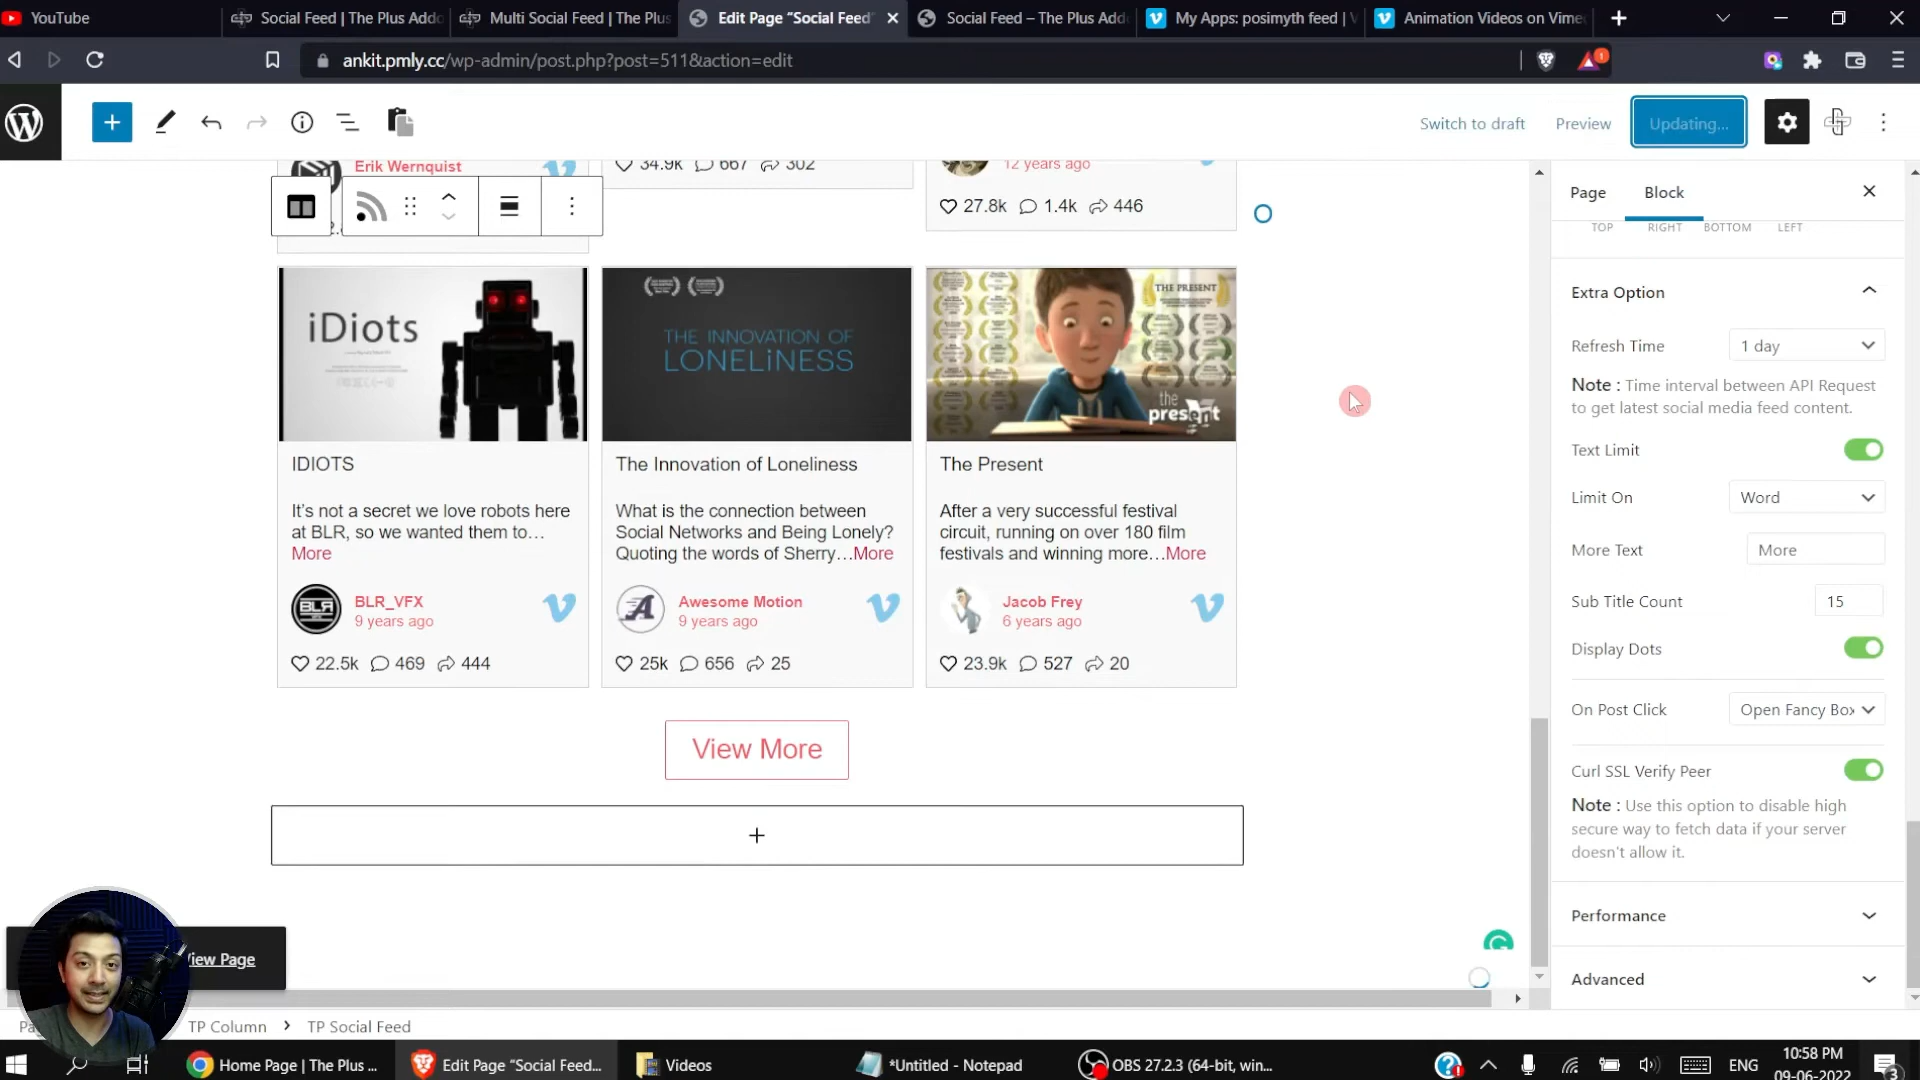 YouTube
Social Feed | The Plus Addo
Multi Social Feed | The Plus
Edit Page “Social Feed”
Social Feed – The Plus Adde
My Apps: posimyth feed | V
Animation Videos on Vimeo
ankit.pmly.cc/wp-admin/post.php?post=511&action=edit
1
Switch to draft
Preview
Updating...
Erik Wernquist
34.9k 667 302
12 years ago
27.8k 1.4k 446
iDiots
THE INNOVATION OF
LONELiNESS
THE PRESENT
the
present
IDIOTS
It’s not a secret we love robots here
at BLR, so we wanted them to…
More
BLR
BLR_VFX
9 years ago
22.5k 469 444
The Innovation of Loneliness
What is the connection between
Social Networks and Being Lonely?
Quoting the words of Sherry…More
Awesome Motion
9 years ago
25k 656 25
The Present
After a very successful festival
circuit, running on over 180 film
festivals and winning more…More
Jacob Frey
6 years ago
23.9k 527 20
View More
+
Page
Block
TOP RIGHT BOTTOM LEFT
Extra Option
Refresh Time
1 day
Note : Time interval between API Request
to get latest social media feed content.
Text Limit
Limit On
Word
More Text
More
Sub Title Count
15
Display Dots
On Post Click
Open Fancy Box
Curl SSL Verify Peer
Note : Use this option to disable high
secure way to fetch data if your server
doesn't allow it.
Performance
Advanced
View Page
TP Column
TP Social Feed
Home Page | The Plus ...
Edit Page “Social Feed...
Videos
*Untitled - Notepad
OBS 27.2.3 (64-bit, win...
ENG
10:58 PM
09-06-2022
3